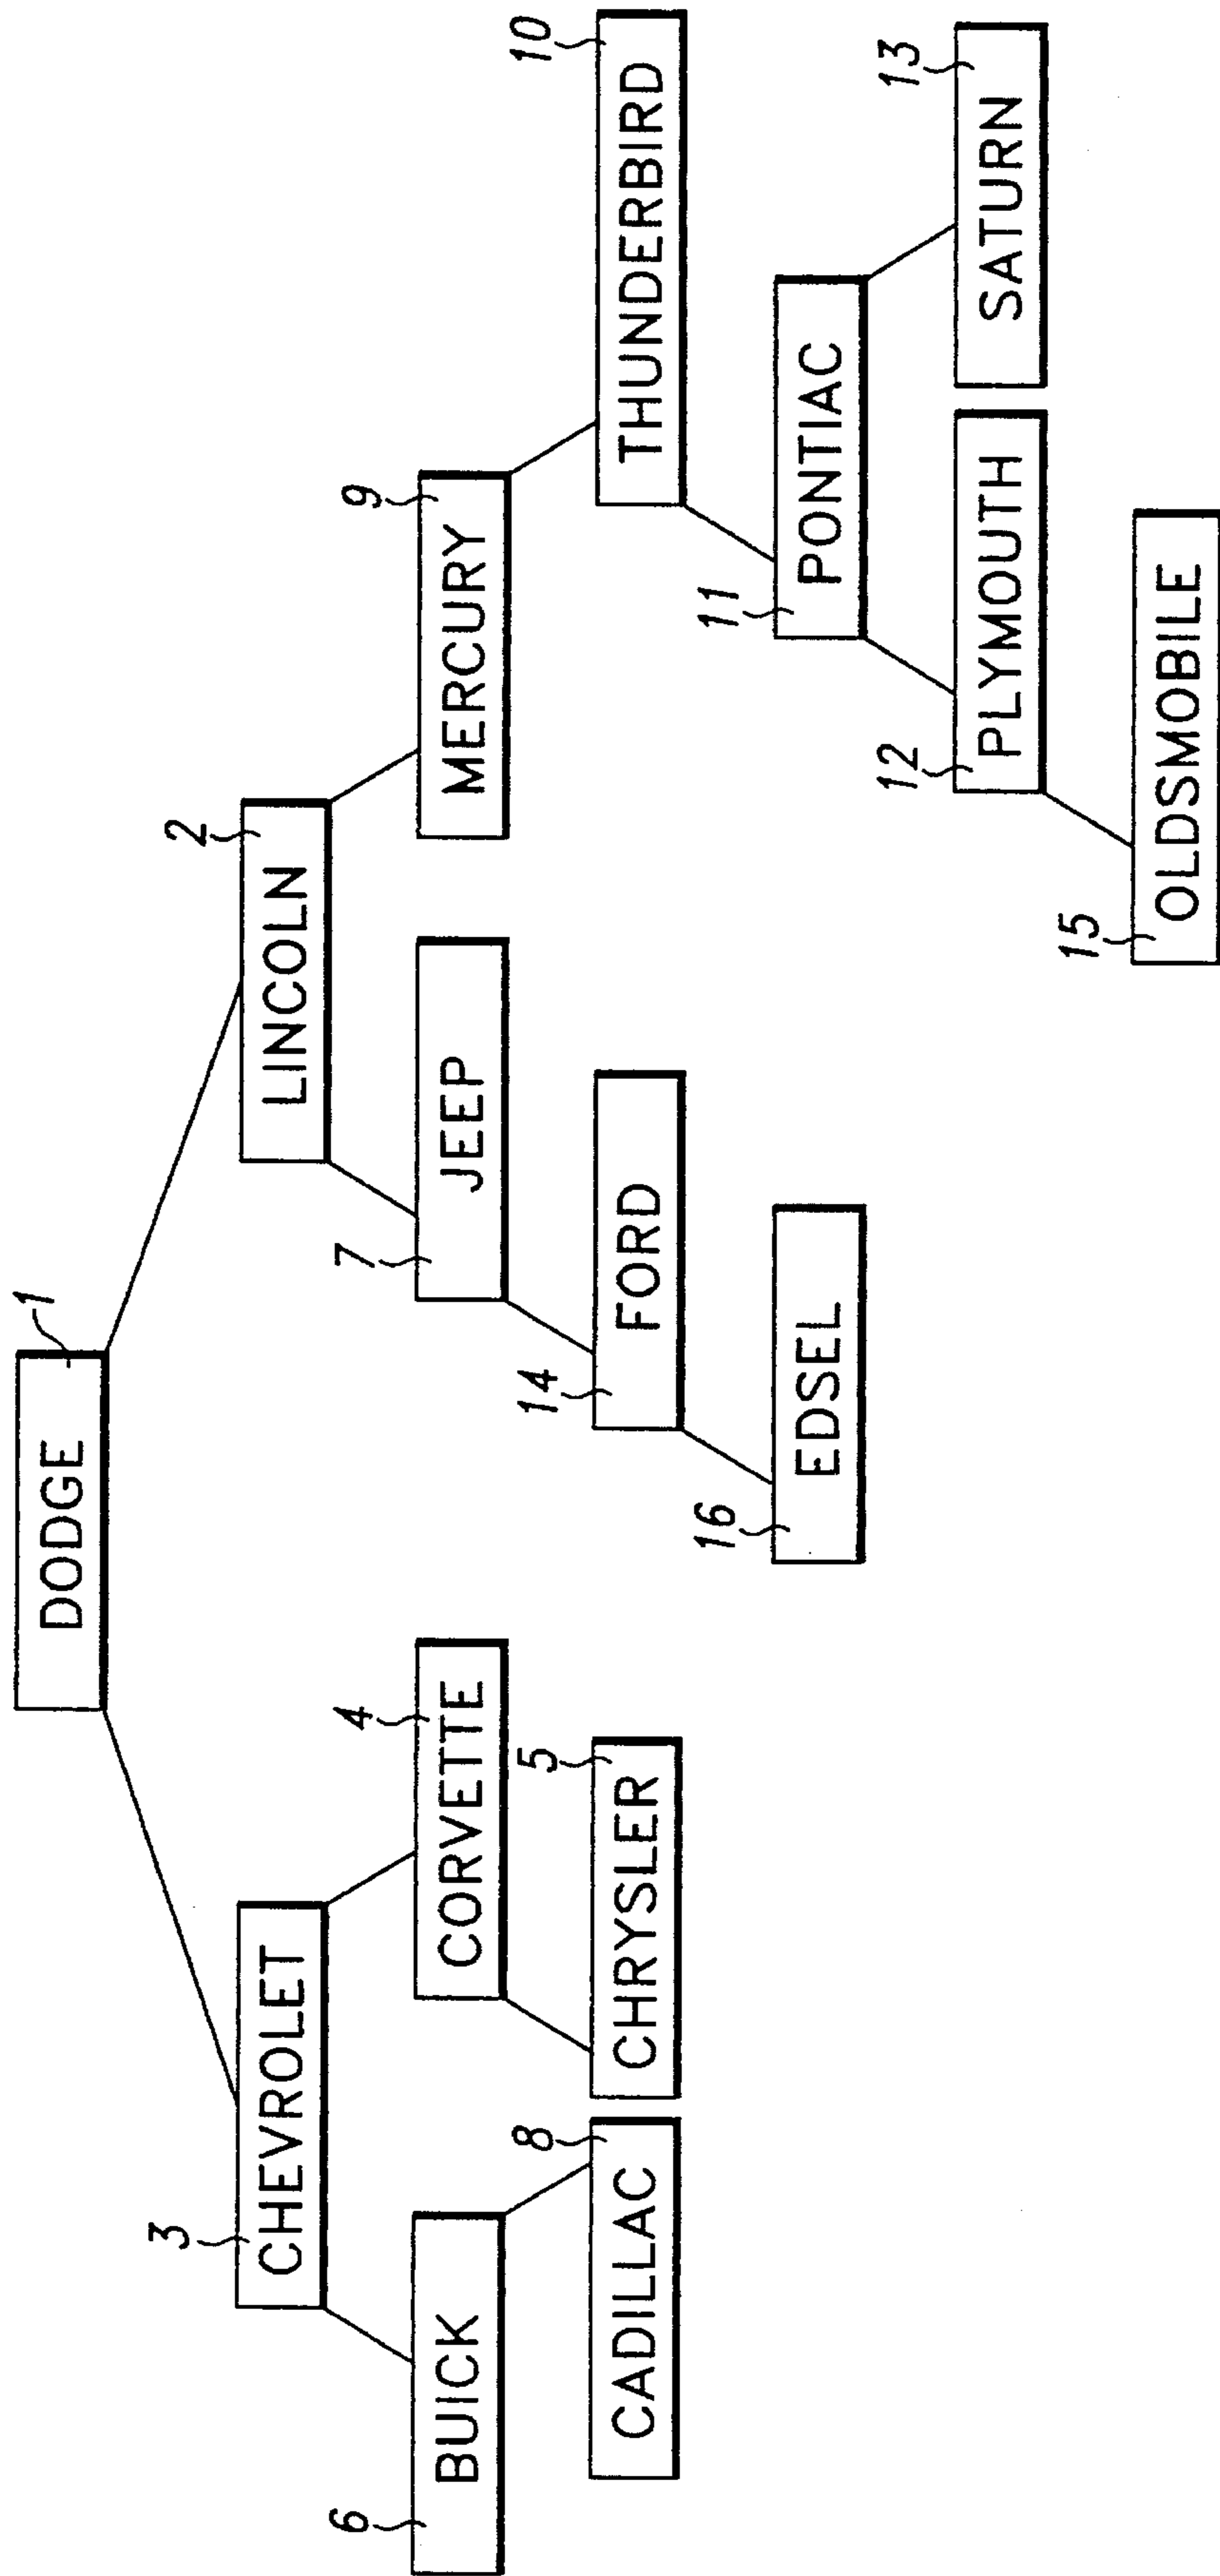 DODGE 1
3 CHEVROLET
LINCOLN 2
6 BUICK
CORVETTE 4
7 JEEP
MERCURY 9
CADILLAC 8
CHRYSLER 5
14 FORD
THUNDERBIRD 10
16 EDSEL
11 PONTIAC
12 PLYMOUTH
SATURN 13
15 OLDSMOBILE